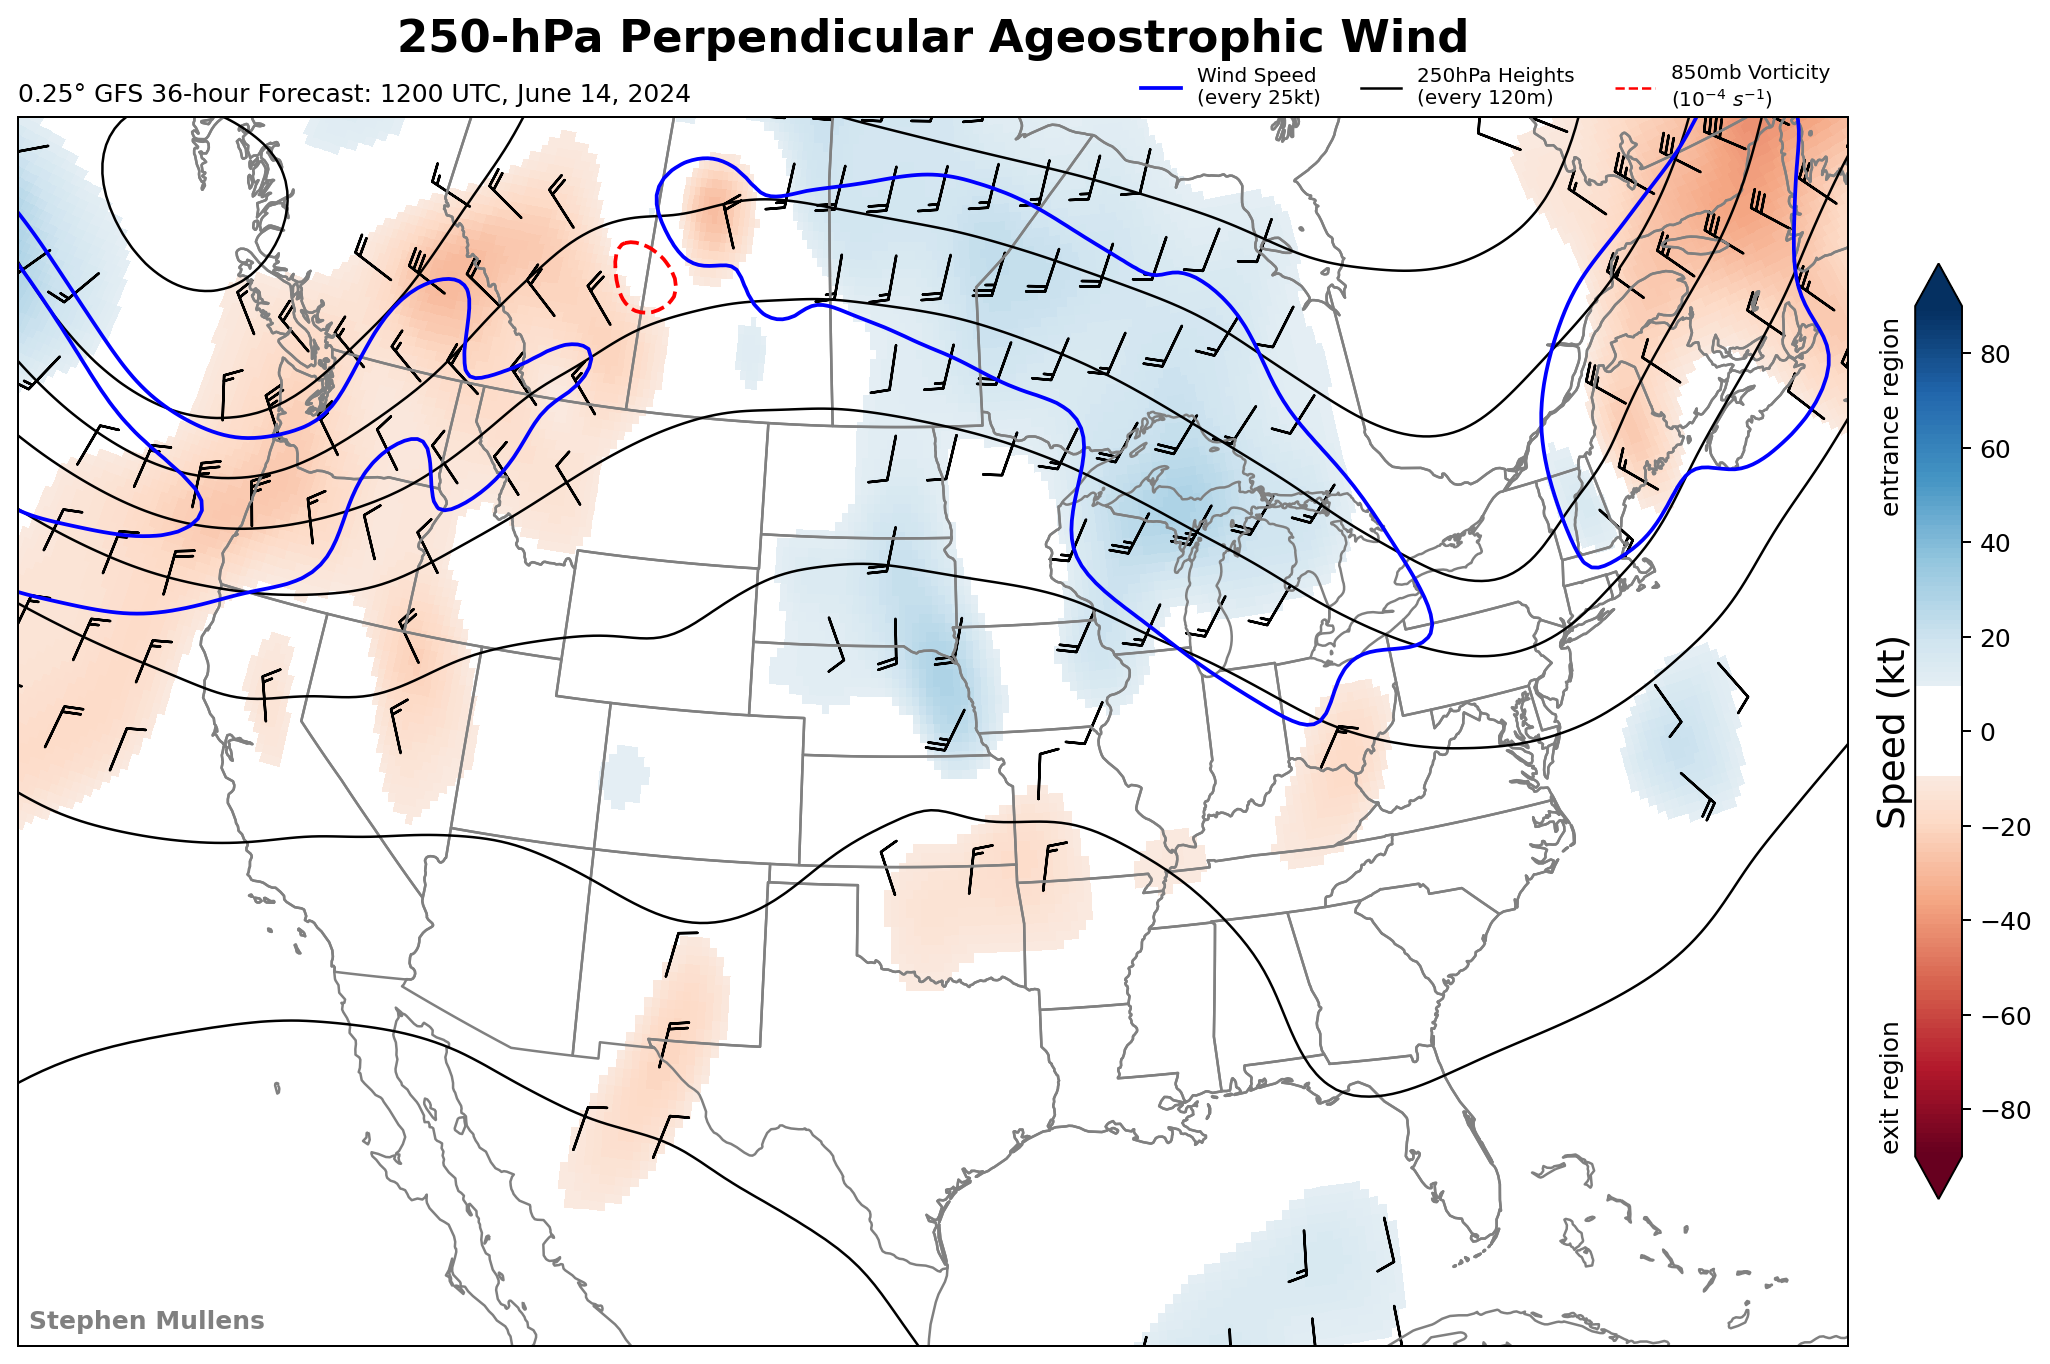 250-hPa Perpendicular Ageostrophic Wind
0.25° GFS 36-hour Forecast: 1200 UTC, June 14, 2024
Wind Speed
(every 25kt)
250hPa Heights
(every 120m)
850mb Vorticity
(10⁻⁴ s⁻¹)
entrance region
Speed (kt)
exit region
80
60
40
20
0
−20
−40
−60
−80
Stephen Mullens